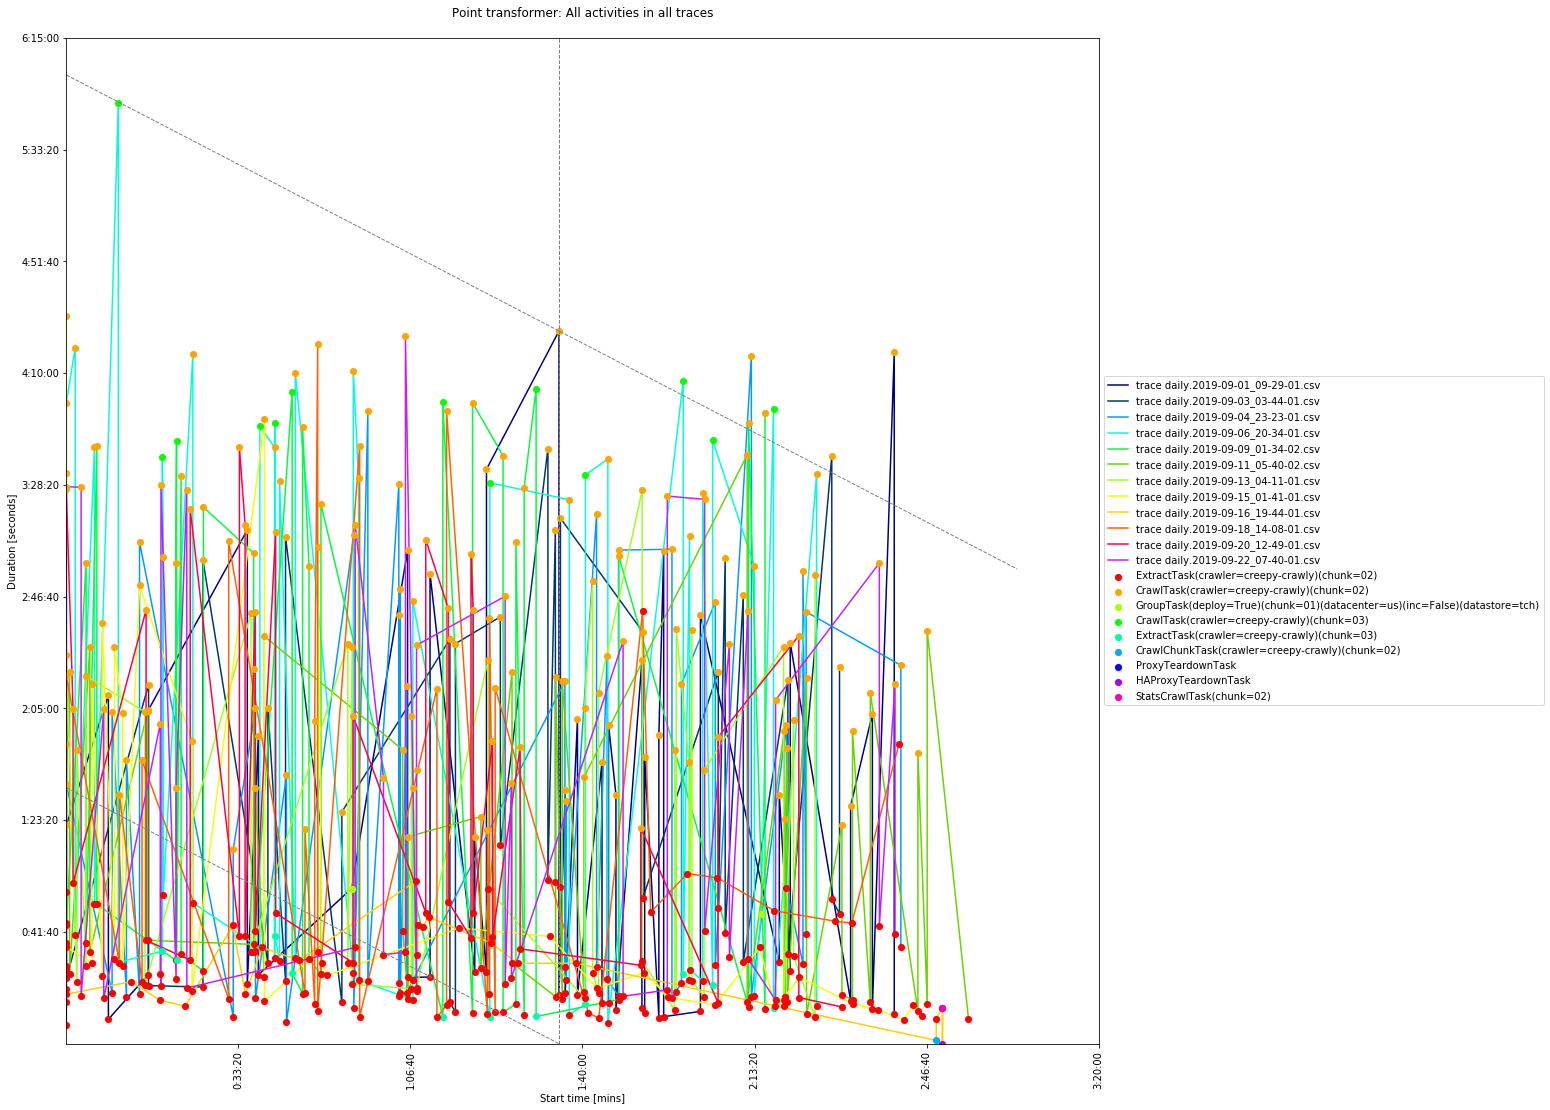 Point transformer: All activities in all traces
6:15:00
5:33:20
4:51:40
4:10:00
3:28:20
2:46:40
2:05:00
1:23:20
0:41:40
Duration [seconds]
0:33:20
1:06:40
1:40:00
2:13:20
2:46:40
3:20:00
Start time [mins]
trace daily.2019-09-01_09-29-01.csv
trace daily.2019-09-03_03-44-01.csv
trace daily.2019-09-04_23-23-01.csv
trace daily.2019-09-06_20-34-01.csv
trace daily.2019-09-09_01-34-02.csv
trace daily.2019-09-11_05-40-02.csv
trace daily.2019-09-13_04-11-01.csv
trace daily.2019-09-15_01-41-01.csv
trace daily.2019-09-16_19-44-01.csv
trace daily.2019-09-18_14-08-01.csv
trace daily.2019-09-20_12-49-01.csv
trace daily.2019-09-22_07-40-01.csv
ExtractTask(crawler=creepy-crawly)(chunk=02)
CrawlTask(crawler=creepy-crawly)(chunk=02)
GroupTask(deploy=True)(chunk=01)(datacenter=us)(inc=False)(datastore=tch)
CrawlTask(crawler=creepy-crawly)(chunk=03)
ExtractTask(crawler=creepy-crawly)(chunk=03)
CrawlChunkTask(crawler=creepy-crawly)(chunk=02)
ProxyTeardownTask
HAProxyTeardownTask
StatsCrawlTask(chunk=02)